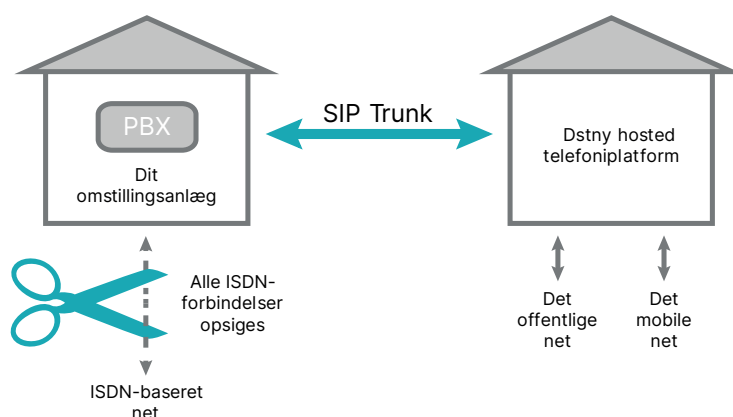 SIP Trunk
PBX
Dit
omstillingsanlæg
Dstny hosted
telefoniplatform
Alle ISDN-
forbindelser
opsiges
ISDN-baseret
net
Det
offentlige
net
Det
mobile
net